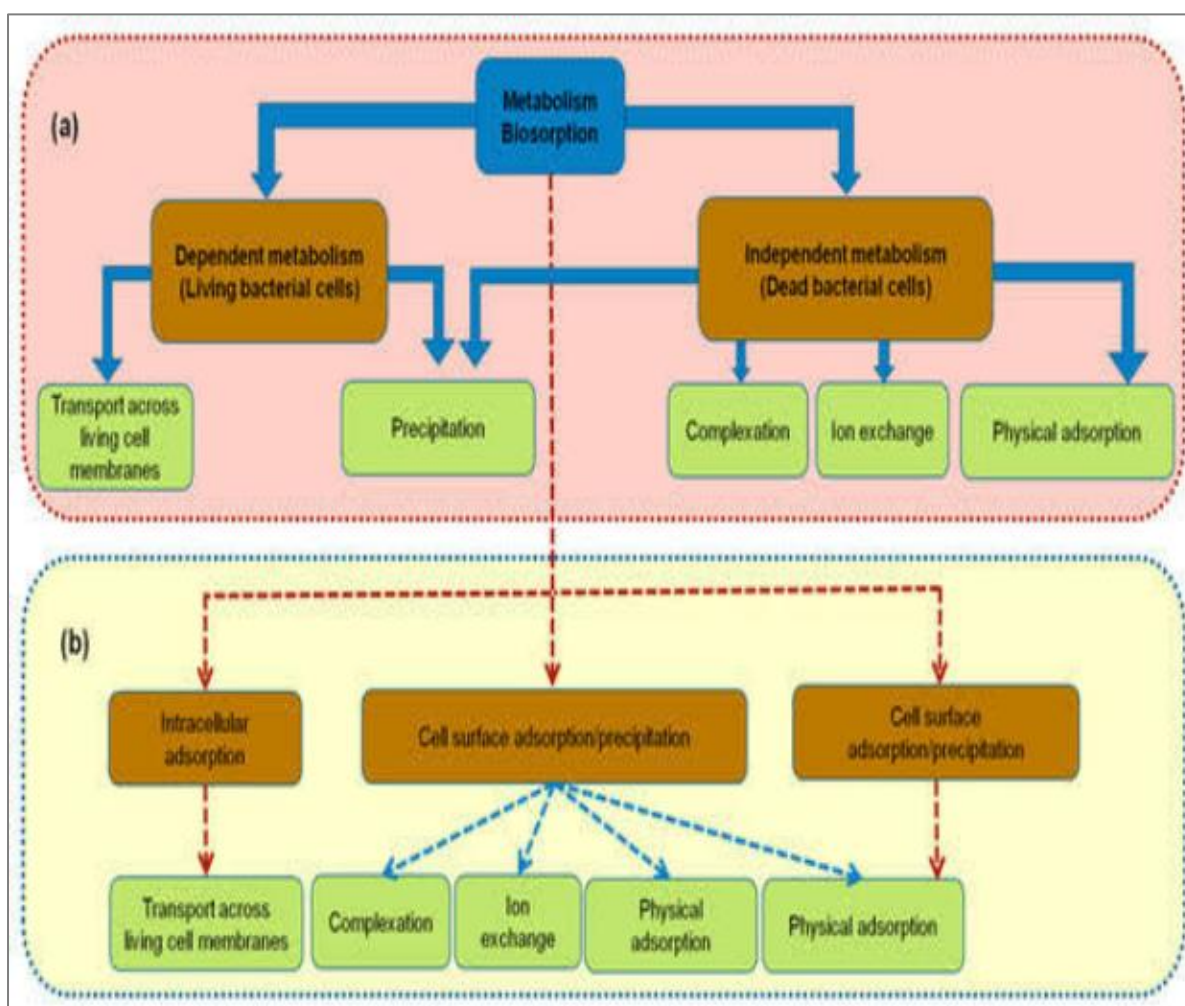 (a)
Metabolism
Biosorption
Dependent metabolism
(Living bacterial cells)
Independent metabolism
(Dead bacterial cells)
Transport across
living cell
membranes
Precipitation
Complexation
Ion exchange
Physical adsorption
(b)
Intracellular
adsorption
Cell surface adsorption/precipitation
Cell surface
adsorption/precipitation
Transport across
living cell membranes
Complexation
Ion
exchange
Physical
adsorption
Physical adsorption